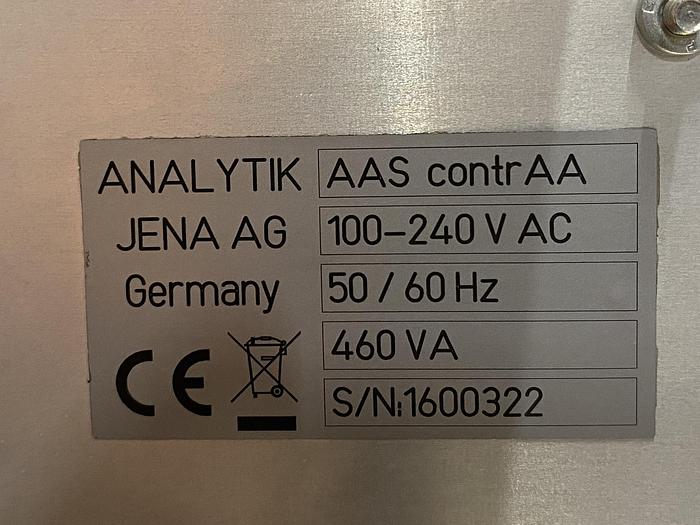 ANALYTIK
JENA AG
Germany
CE
AAS contrAA
100-240 V AC
50 / 60 Hz
460 VA
S/N:1600322